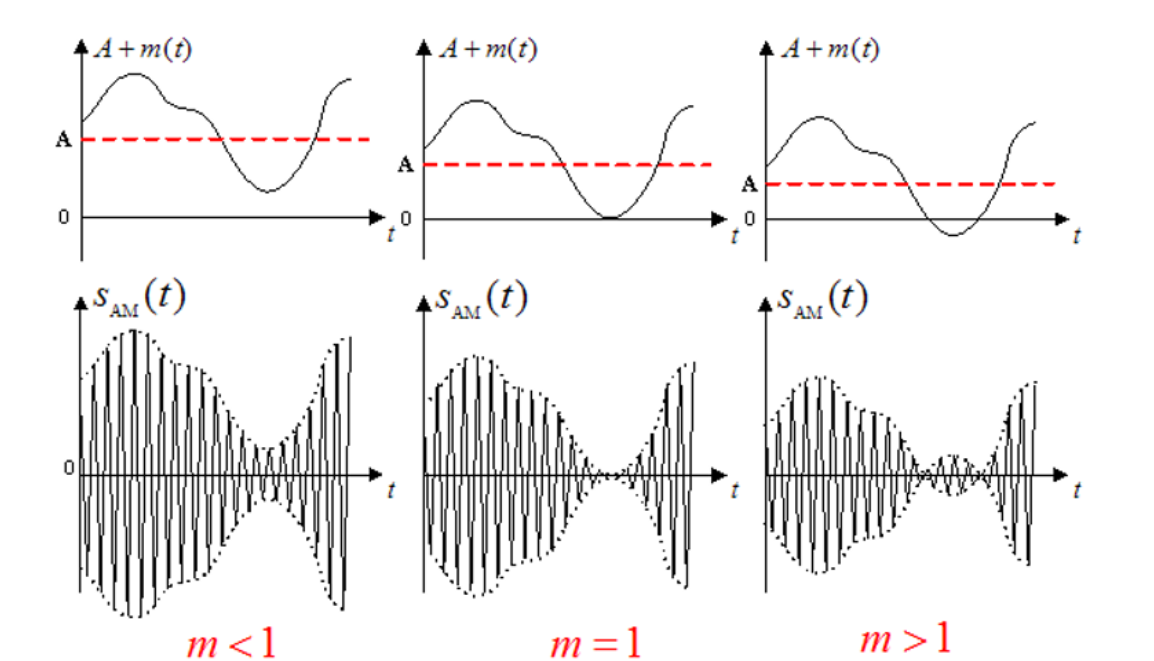 A + m(t)
A
0
t
A + m(t)
A
0
t
A + m(t)
A
0
t
s_AM(t)
0
t
s_AM(t)
t
s_AM(t)
t
m < 1
m = 1
m > 1